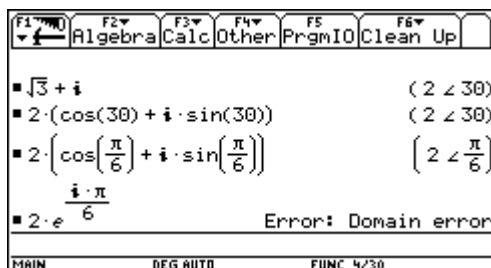 F1 F2 F3 F4 F5 F6
Algebra Calc Other PrgmIO Clean Up
▪√3 + i (2 ∠ 30)
▪2·(cos(30) + i·sin(30)) (2 ∠ 30)
▪2·(cos(π/6) + i·sin(π/6)) (2 ∠ π/6)
▪2·e^(i·π/6) Error: Domain error
MAIN DEG AUTO FUNC 4/30